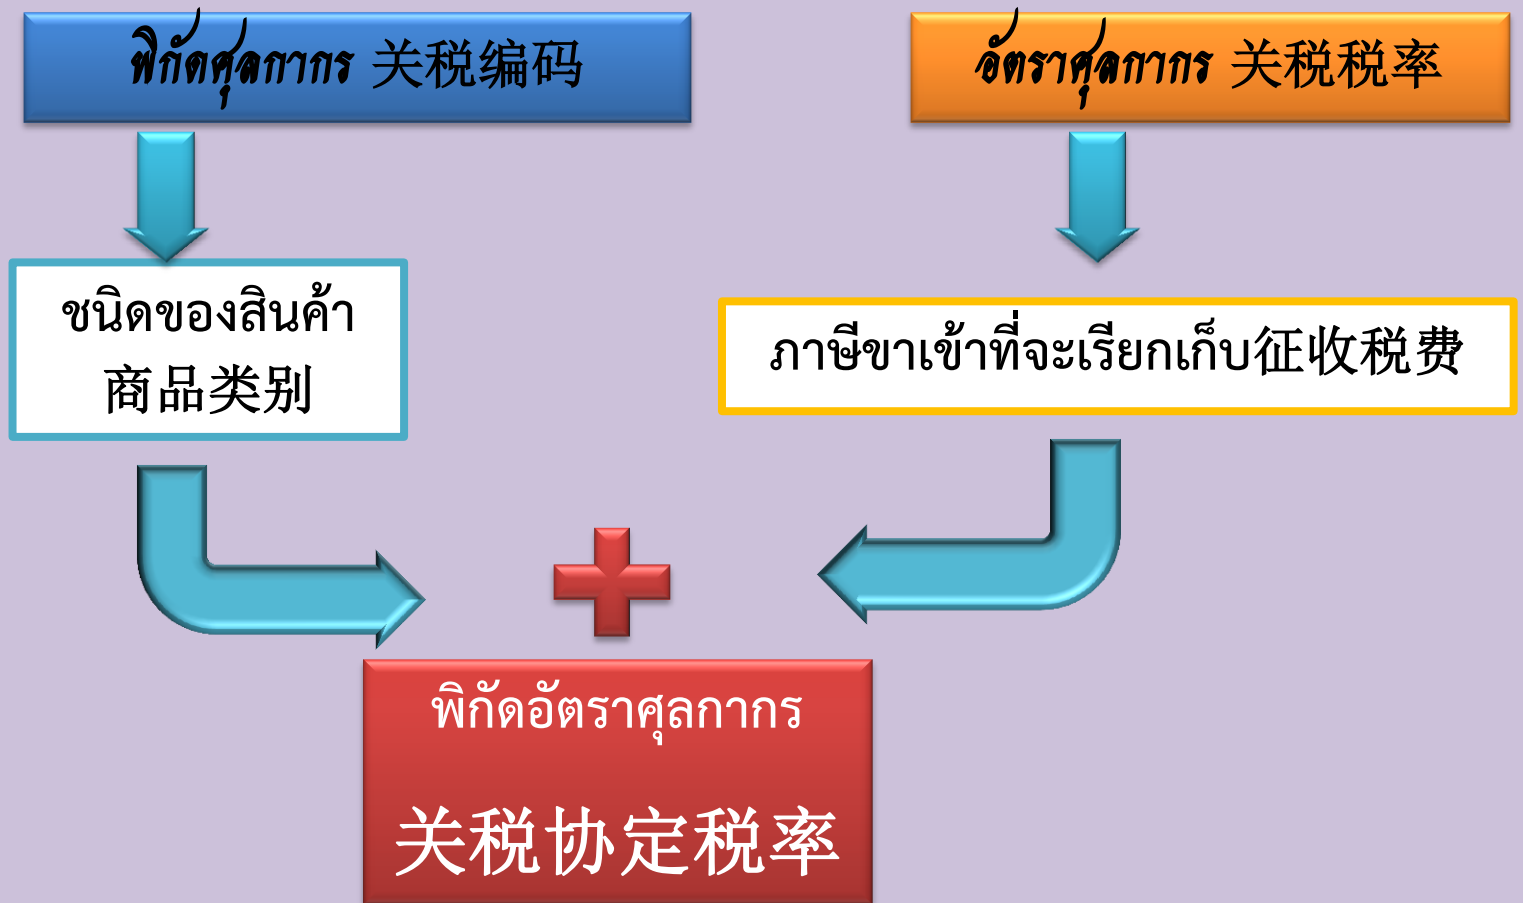 พิกัดศุลกากร 关税编码
อัตราศุลกากร 关税税率
ชนิดของสินค้า
商品类别
ภาษีขาเข้าที่จะเรียกเก็บ征收税费
พิกัดอัตราศุลกากร
关税协定税率